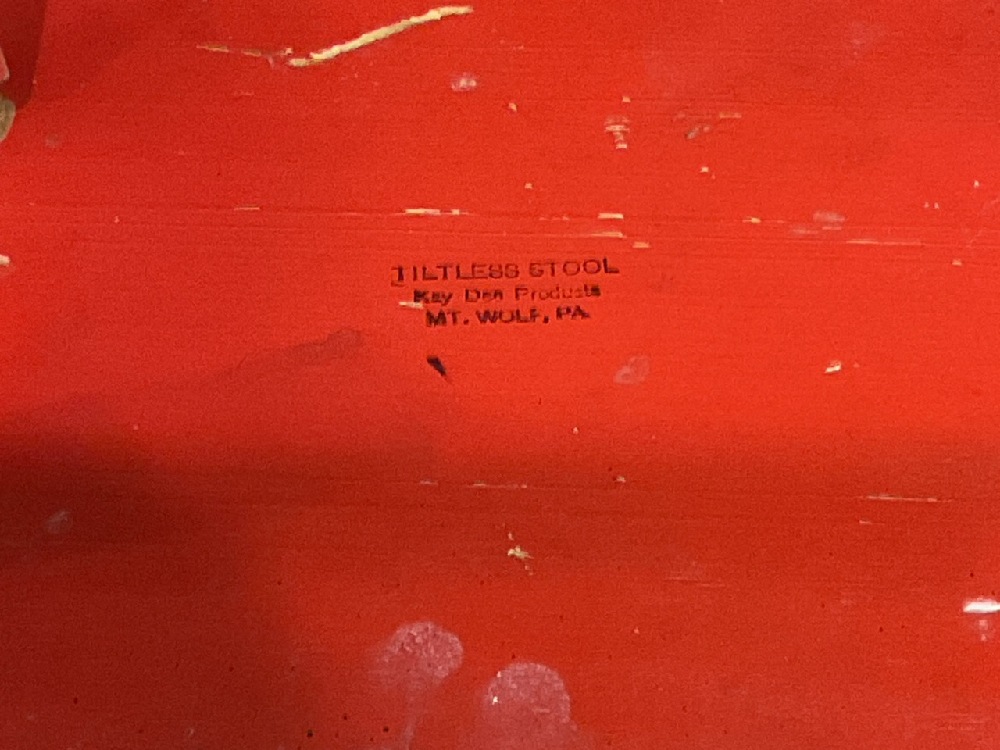 TILTLESS STOOL
Kay Dee Products
MT. WOLF, PA.